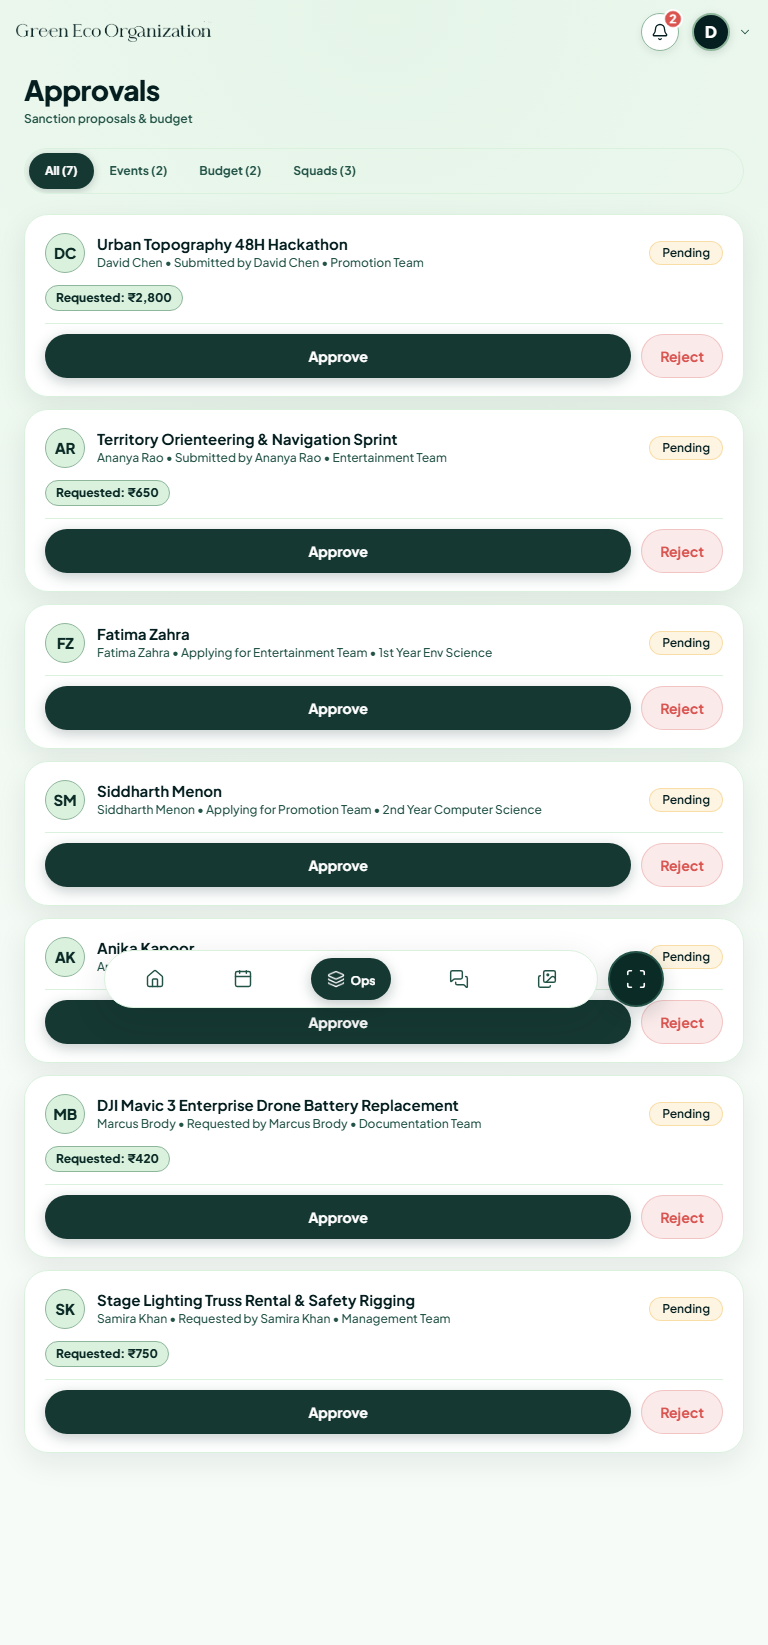 Green Eco Organization
2
D
Approvals
Sanction proposals & budget
All (7) Events (2) Budget (2) Squads (3)
DC
Urban Topography 48H Hackathon
David Chen • Submitted by David Chen • Promotion Team
Pending
Requested: ₹2,800
Approve Reject
AR
Territory Orienteering & Navigation Sprint
Ananya Rao • Submitted by Ananya Rao • Entertainment Team
Pending
Requested: ₹650
Approve Reject
FZ
Fatima Zahra
Fatima Zahra • Applying for Entertainment Team • 1st Year Env Science
Pending
Approve Reject
SM
Siddharth Menon
Siddharth Menon • Applying for Promotion Team • 2nd Year Computer Science
Pending
Approve Reject
AK
Anika Kapoor
Pending
Ops
Approve Reject
MB
DJI Mavic 3 Enterprise Drone Battery Replacement
Marcus Brody • Requested by Marcus Brody • Documentation Team
Pending
Requested: ₹420
Approve Reject
SK
Stage Lighting Truss Rental & Safety Rigging
Samira Khan • Requested by Samira Khan • Management Team
Pending
Requested: ₹750
Approve Reject